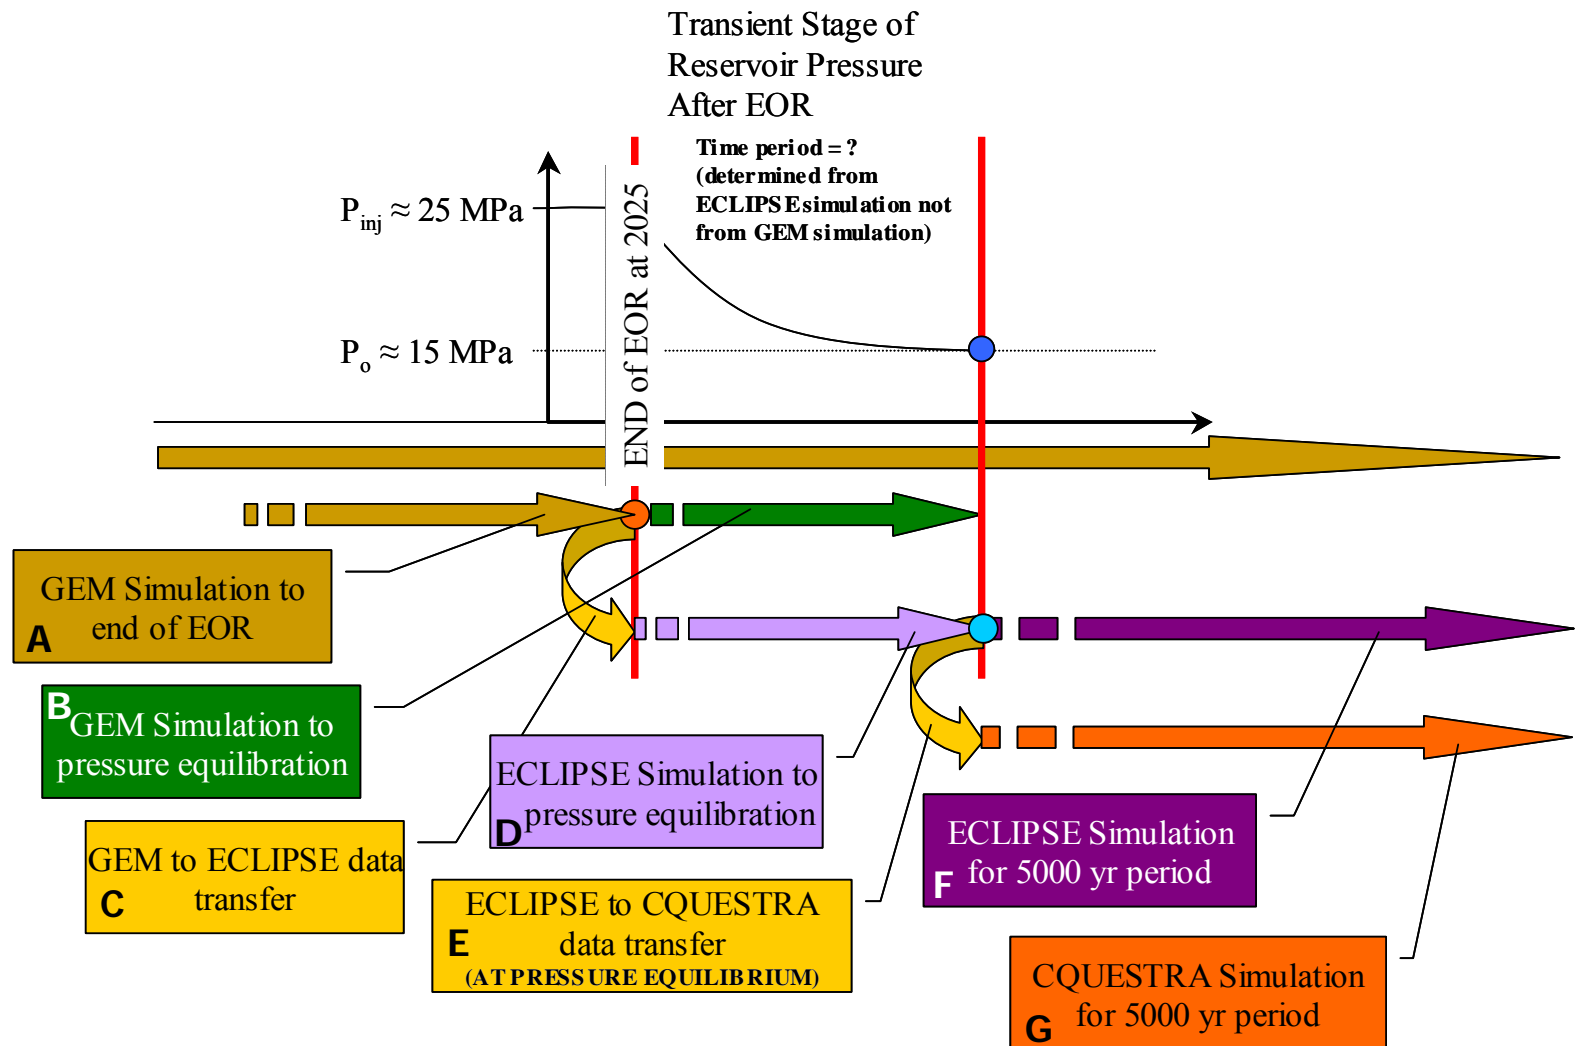 Transient Stage of
Reservoir Pressure
After EOR
Time period = ?
(determined from
ECLIPSE simulation not
from GEM simulation)
P_inj ≈ 25 MPa
END of EOR at 2025
P_o ≈ 15 MPa
GEM Simulation to
end of EOR
A
B
GEM Simulation to
pressure equilibration
ECLIPSE Simulation to
pressure equilibration
D
GEM to ECLIPSE data
transfer
C
ECLIPSE Simulation
for 5000 yr period
F
ECLIPSE to CQUESTRA
data transfer
(AT PRESSURE EQUILIBRIUM)
E
CQUESTRA Simulation
for 5000 yr period
G